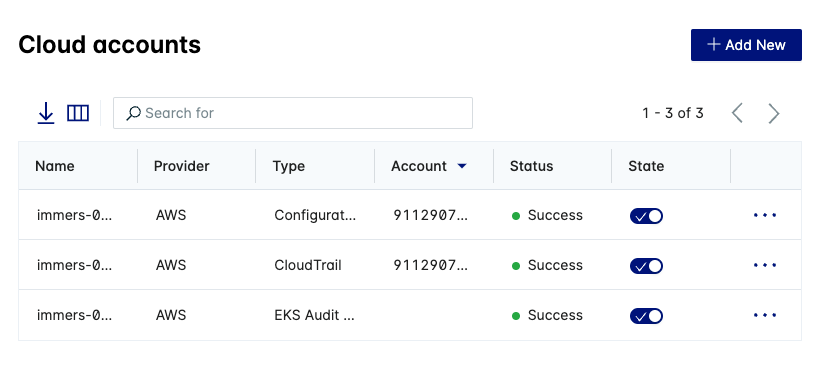 Cloud accounts
+ Add New
Search for
1 - 3 of 3
Name Provider Type Account Status State
immers-0... AWS Configurat... 9112907... Success
immers-0... AWS CloudTrail 9112907... Success
immers-0... AWS EKS Audit ... Success